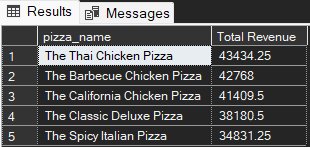 Results Messages
pizza_name Total Revenue
1 The Thai Chicken Pizza 43434.25
2 The Barbecue Chicken Pizza 42768
3 The California Chicken Pizza 41409.5
4 The Classic Deluxe Pizza 38180.5
5 The Spicy Italian Pizza 34831.25